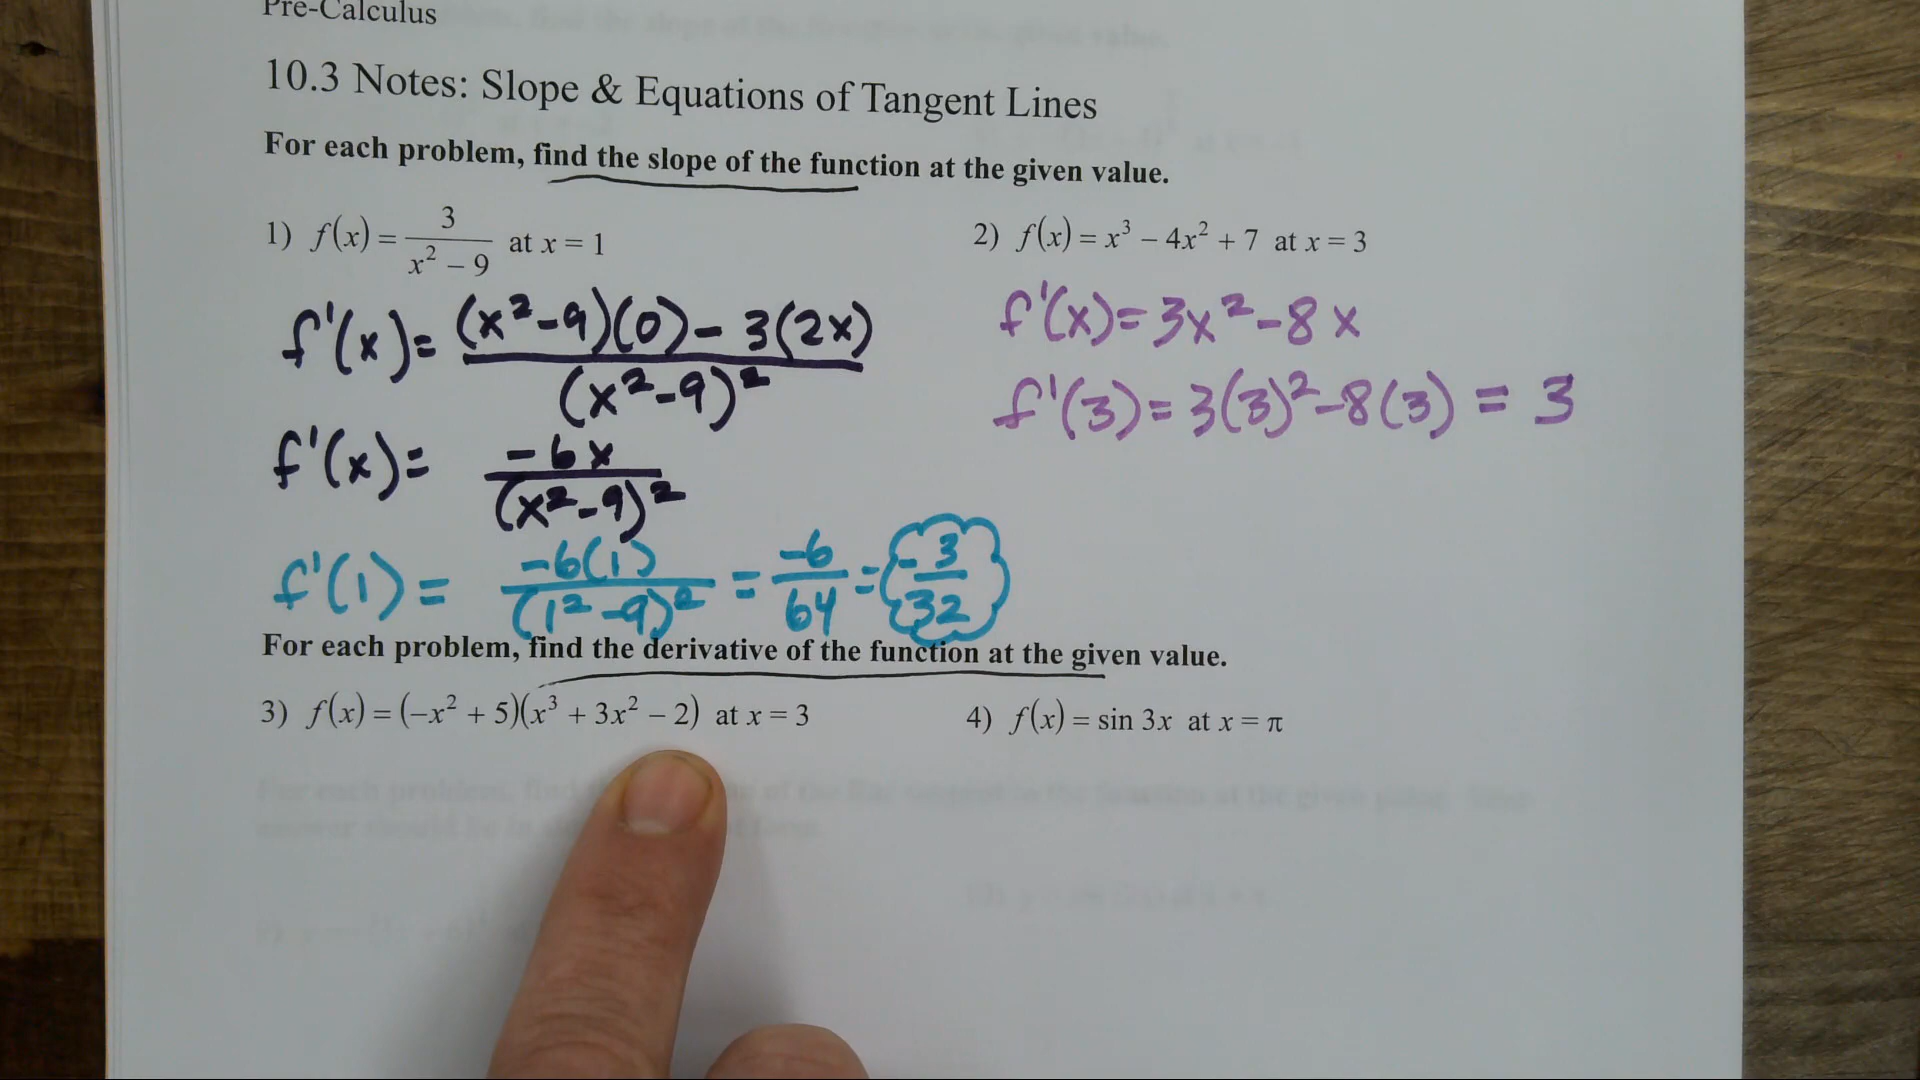 Pre-Calculus
10.3 Notes: Slope & Equations of Tangent Lines
For each problem, find the slope of the function at the given value.
1) f(x) = 3/(x² − 9) at x = 1
f'(x) = ((x²-9)(0) - 3(2x))/(x²-9)²
f'(x) = -6x/(x²-9)²
f'(1) = -6(1)/(1²-9)² = -6/64 = -3/32
2) f(x) = x³ − 4x² + 7 at x = 3
f'(x) = 3x² - 8x
f'(3) = 3(3)² - 8(3) = 3
For each problem, find the derivative of the function at the given value.
3) f(x) = (−x² + 5)(x³ + 3x² − 2) at x = 3
4) f(x) = sin 3x at x = π